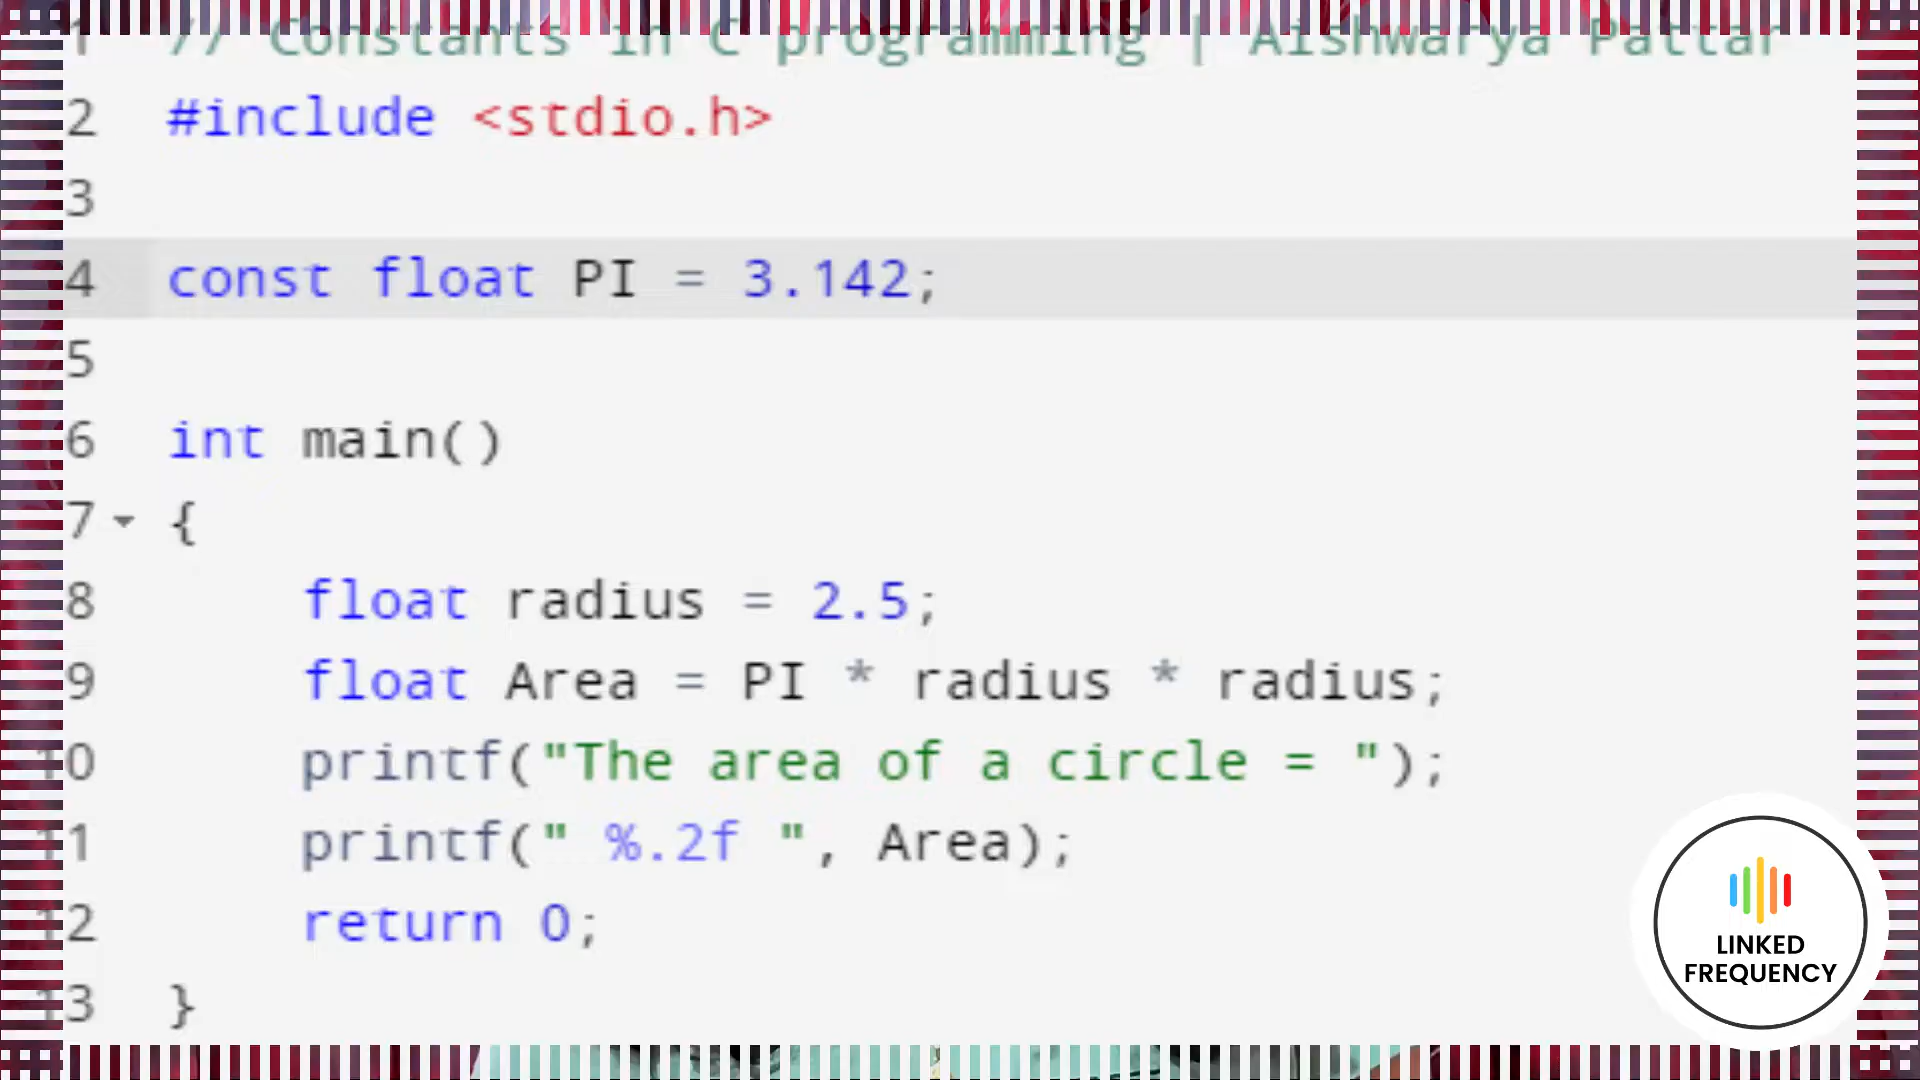 1 // Constants in C programming | Aishwarya Pattar
2 #include <stdio.h>
3
4 const float PI = 3.142;
5
6 int main()
7 {
8 float radius = 2.5;
9 float Area = PI * radius * radius;
10 printf("The area of a circle = ");
11 printf(" %.2f ", Area);
12 return 0;
13 }
LINKED
FREQUENCY